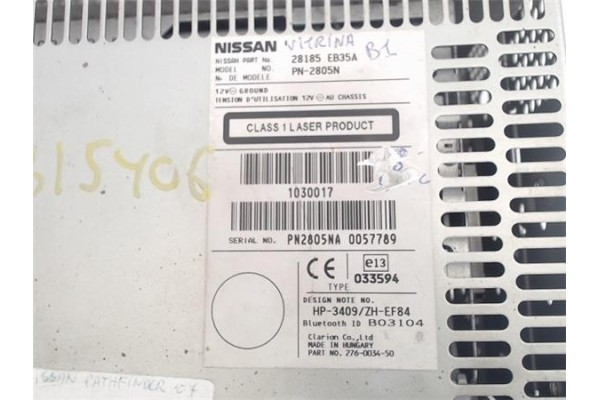 NISSAN VITRINA
NISSAN PART No. 28185 EB35A B1
MODEL NO. PN-2805N
No DE MODELE
12V GROUND
TENSION D'UTILISATION 12V AU CHASSIS
CLASS 1 LASER PRODUCT
1030017
SERIAL NO. PN2805NA 0057789
CE e13
033594
TYPE
DESIGN NOTE NO.
HP-3409/ZH-EF84
Bluetooth ID B03104
Clarion Co.,Ltd
MADE IN HUNGARY
PART NO. 276-0034-50
615406
NISSAN PATHFINDER 07